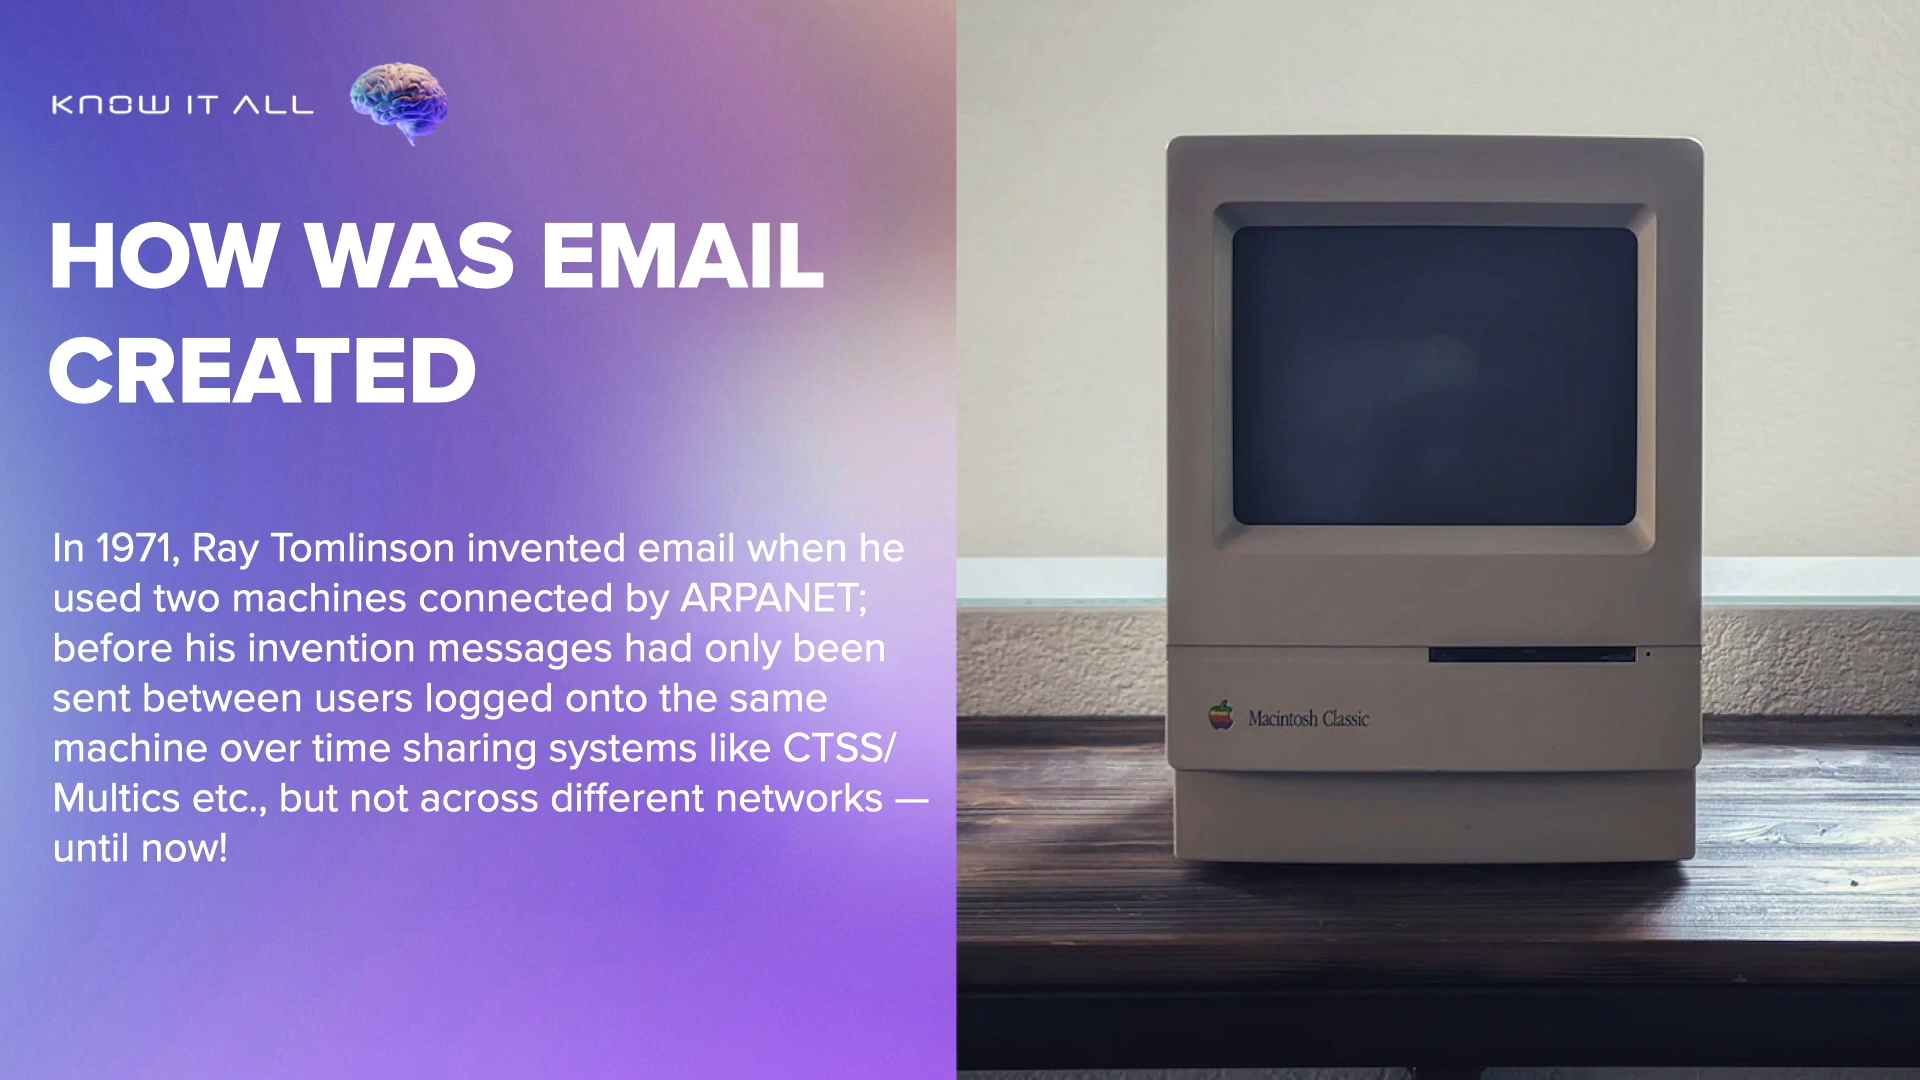 KNOW IT ALL
HOW WAS EMAIL
CREATED
In 1971, Ray Tomlinson invented email when he
used two machines connected by ARPANET;
before his invention messages had only been
sent between users logged onto the same
machine over time sharing systems like CTSS/
Multics etc., but not across different networks —
until now!
Macintosh Classic